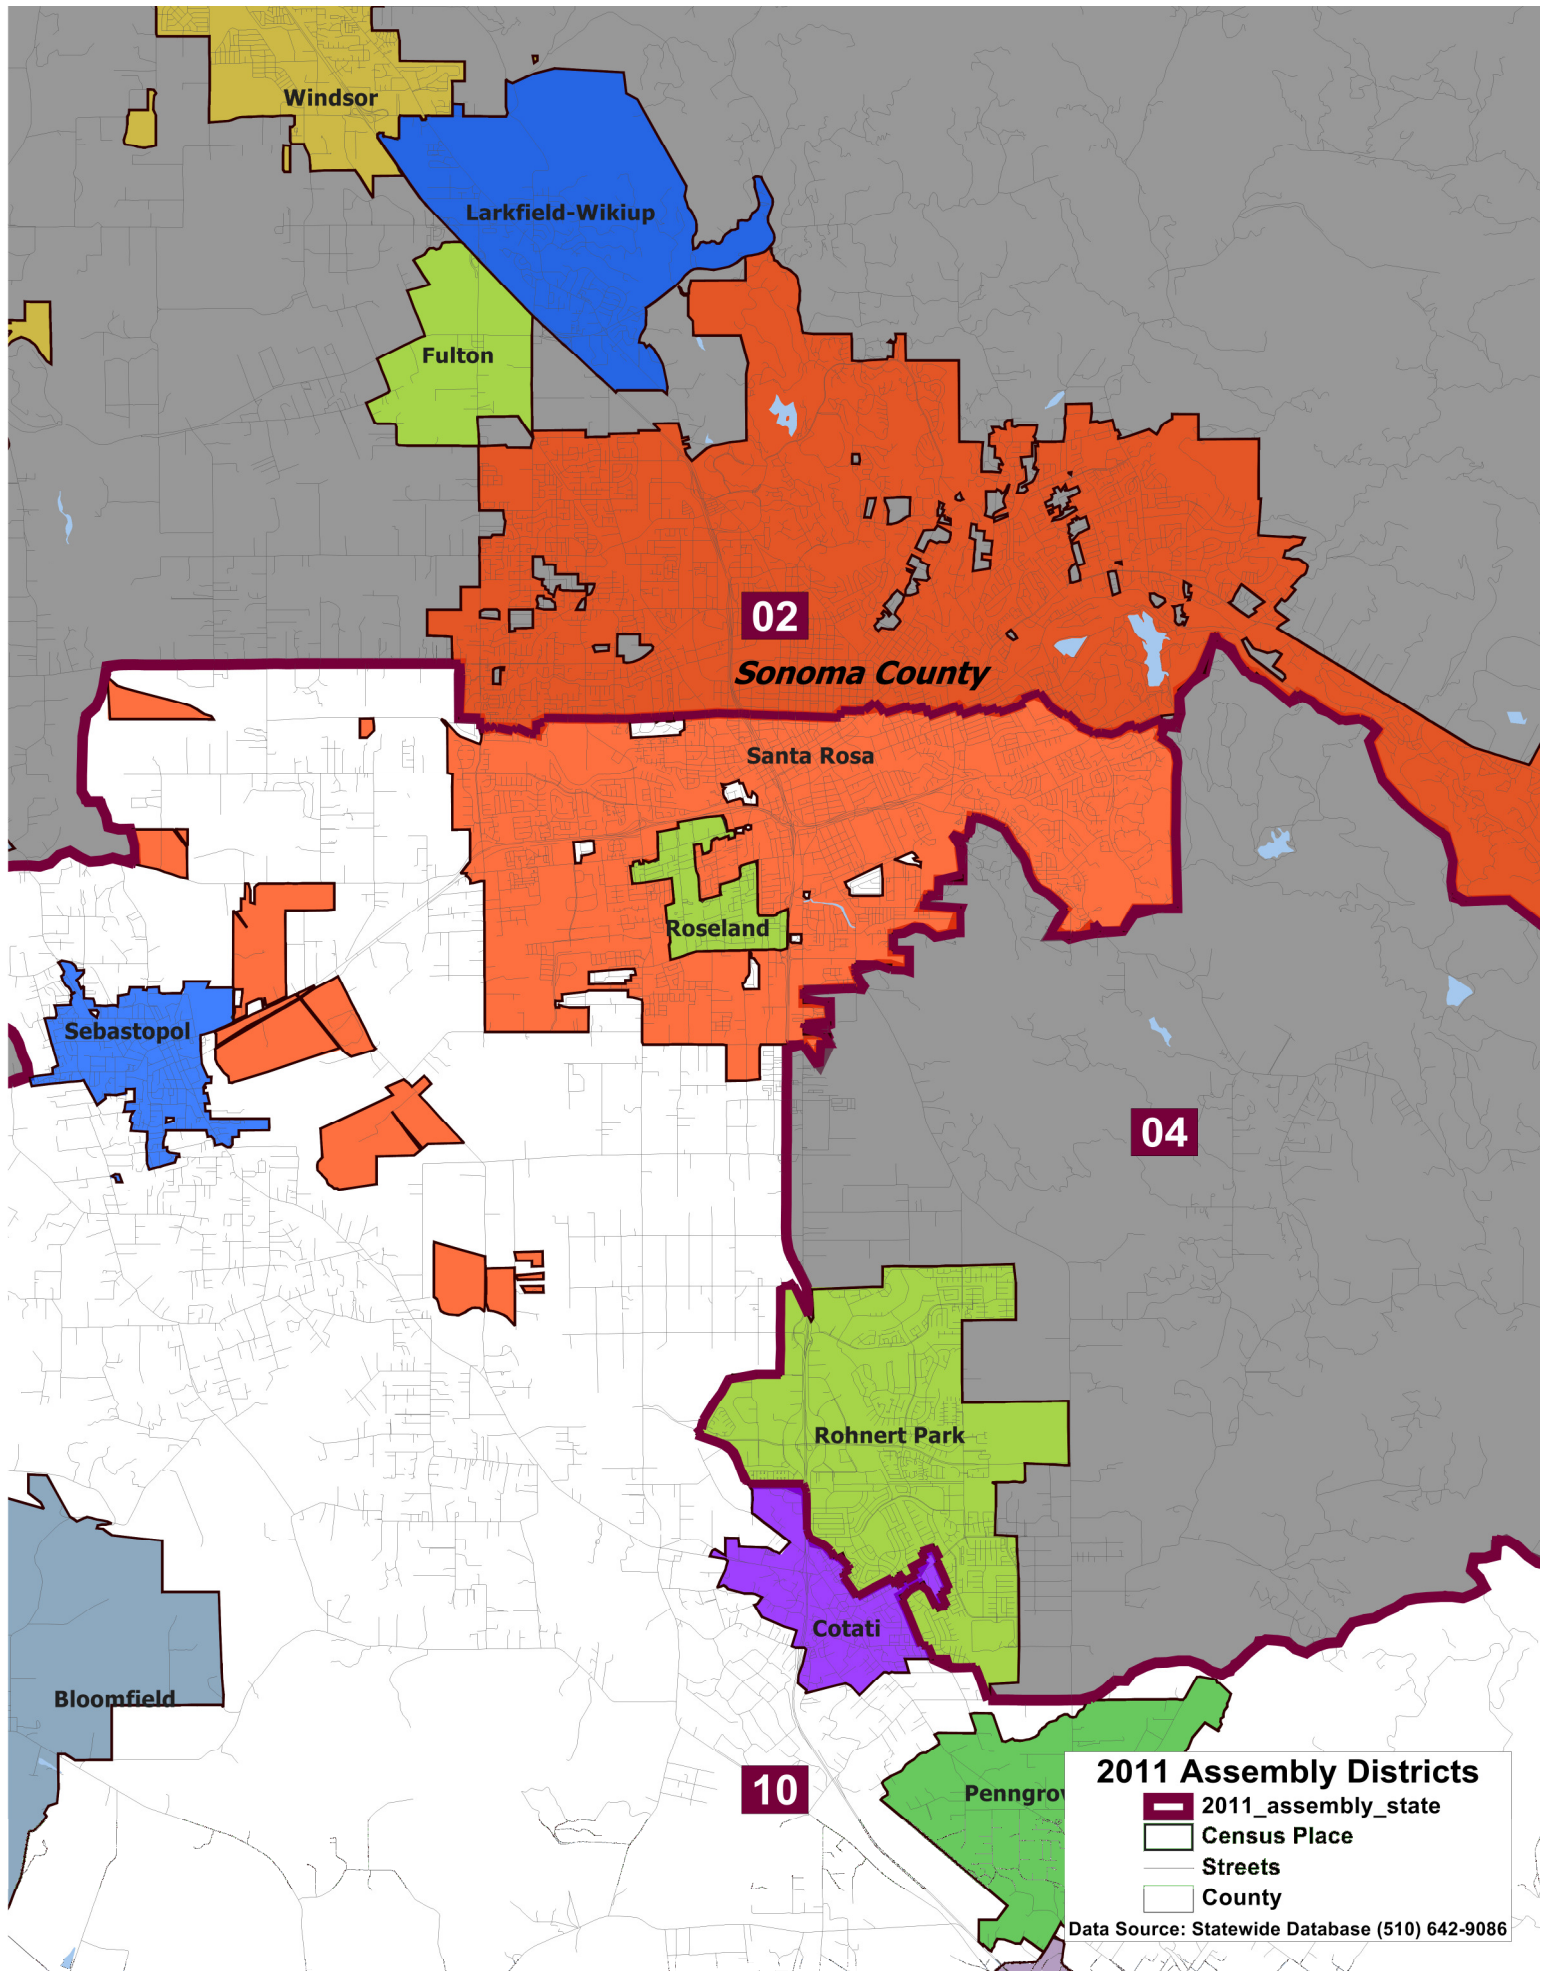 Windsor
Larkfield-Wikiup
Fulton
02
Sonoma County
Santa Rosa
Roseland
Sebastopol
04
Rohnert Park
Cotati
Bloomfield
10
Penngro
2011 Assembly Districts
2011_assembly_state
Census Place
Streets
County
Data Source: Statewide Database (510) 642-9086